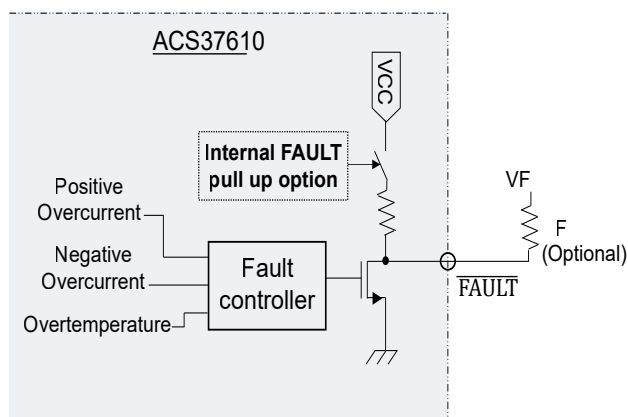 ACS37610
VCC
Internal FAULT
pull up option
Positive
Overcurrent
VF
F
(Optional)
Negative
Overcurrent
Fault
controller
FAULT
Overtemperature